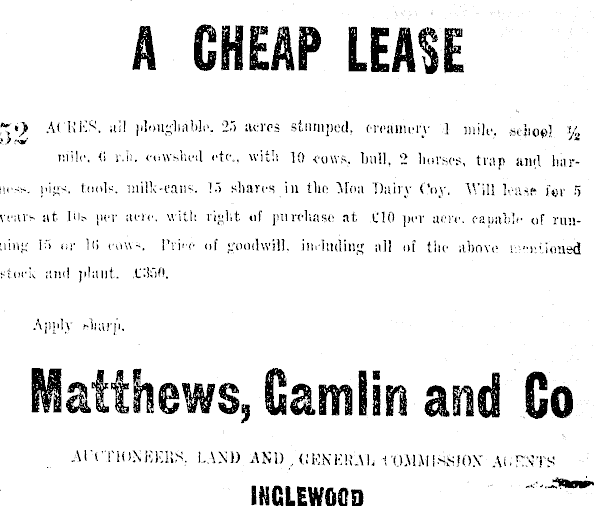 A CHEAP LEASE
52 ACRES, all ploughable, 25 acres stumped, creamery 1 mile, school ½
mile, 6 r.h. cowshed etc., with 10 cows, bull, 2 horses, trap and har-
ness, pigs, tools, milk-cans, 15 shares in the Moa Dairy Coy. Will lease for 5
years at 10s per acre, with right of purchase at £10 per acre, capable of run-
ning 15 or 16 cows. Price of goodwill, including all of the above mentioned
stock and plant, £350.
Apply sharp,
Matthews, Gamlin and Co
AUCTIONEERS, LAND AND GENERAL COMMISSION AGENTS
INGLEWOOD